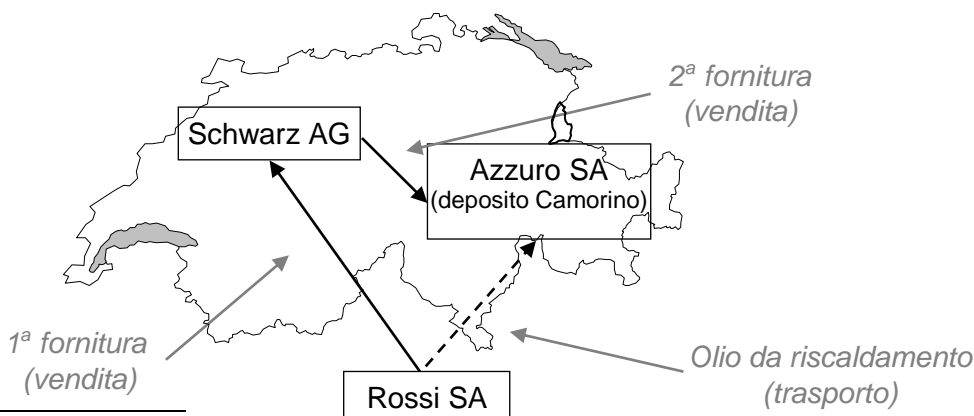 2ª fornitura
(vendita)
Schwarz AG
Azzuro SA
(deposito Camorino)
1ª fornitura
(vendita)
Olio da riscaldamento
(trasporto)
Rossi SA